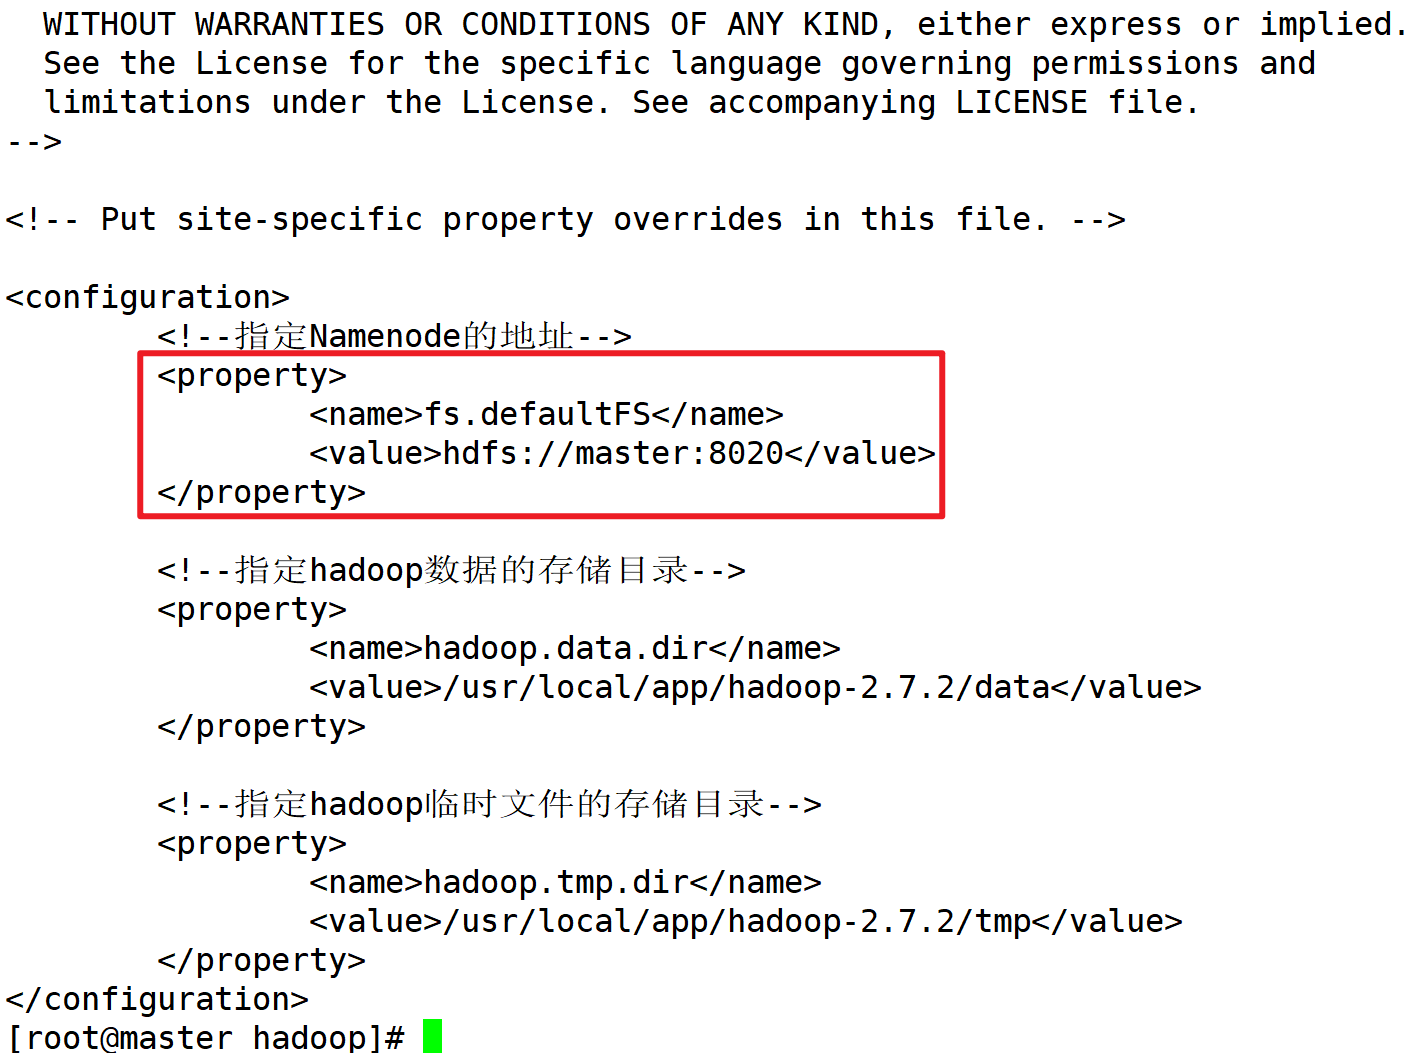 WITHOUT WARRANTIES OR CONDITIONS OF ANY KIND, either express or implied.
See the License for the specific language governing permissions and
limitations under the License. See accompanying LICENSE file.
-->
<!-- Put site-specific property overrides in this file. -->
<configuration>
<!--指定Namenode的地址-->
<property>
<name>fs.defaultFS</name>
<value>hdfs://master:8020</value>
</property>
<!--指定hadoop数据的存储目录-->
<property>
<name>hadoop.data.dir</name>
<value>/usr/local/app/hadoop-2.7.2/data</value>
</property>
<!--指定hadoop临时文件的存储目录-->
<property>
<name>hadoop.tmp.dir</name>
<value>/usr/local/app/hadoop-2.7.2/tmp</value>
</property>
</configuration>
[root@master hadoop]#